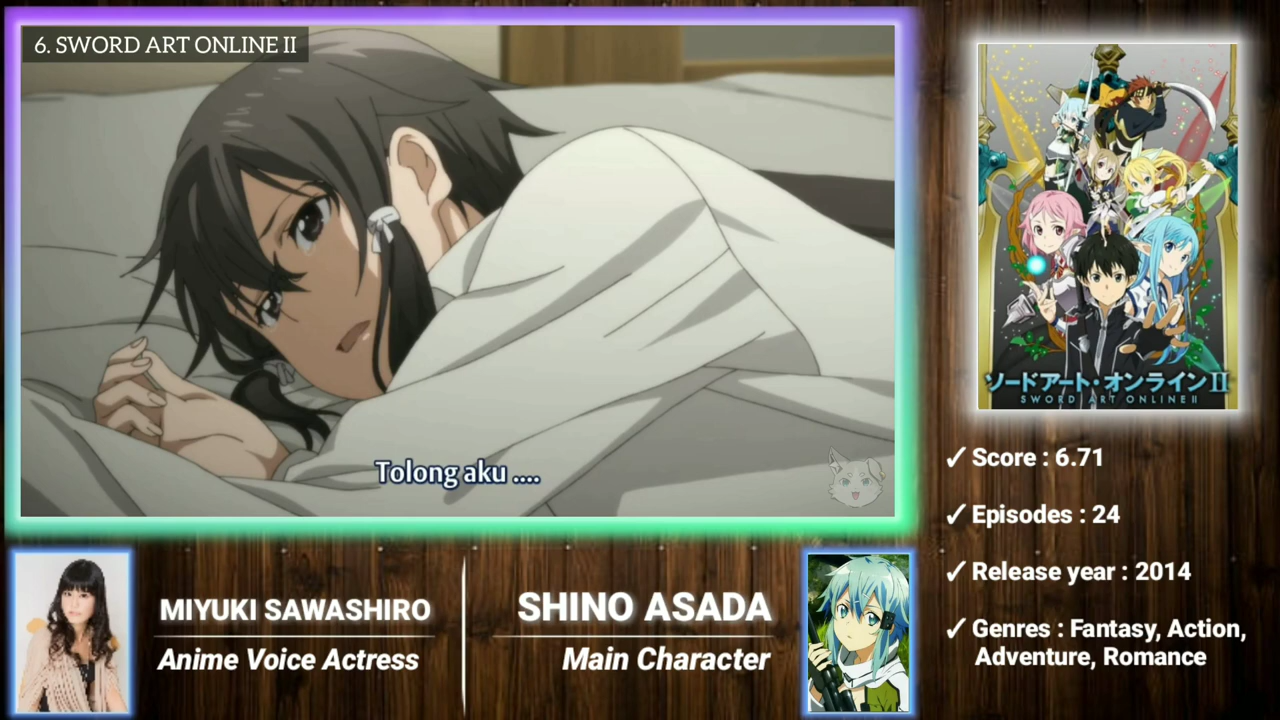 6. SWORD ART ONLINE II
Tolong aku ....
ソードアート・オンラインII
SWORD ART ONLINE II
✓ Score : 6.71
✓ Episodes : 24
✓ Release year : 2014
✓ Genres : Fantasy, Action,
Adventure, Romance
MIYUKI SAWASHIRO
Anime Voice Actress
SHINO ASADA
Main Character